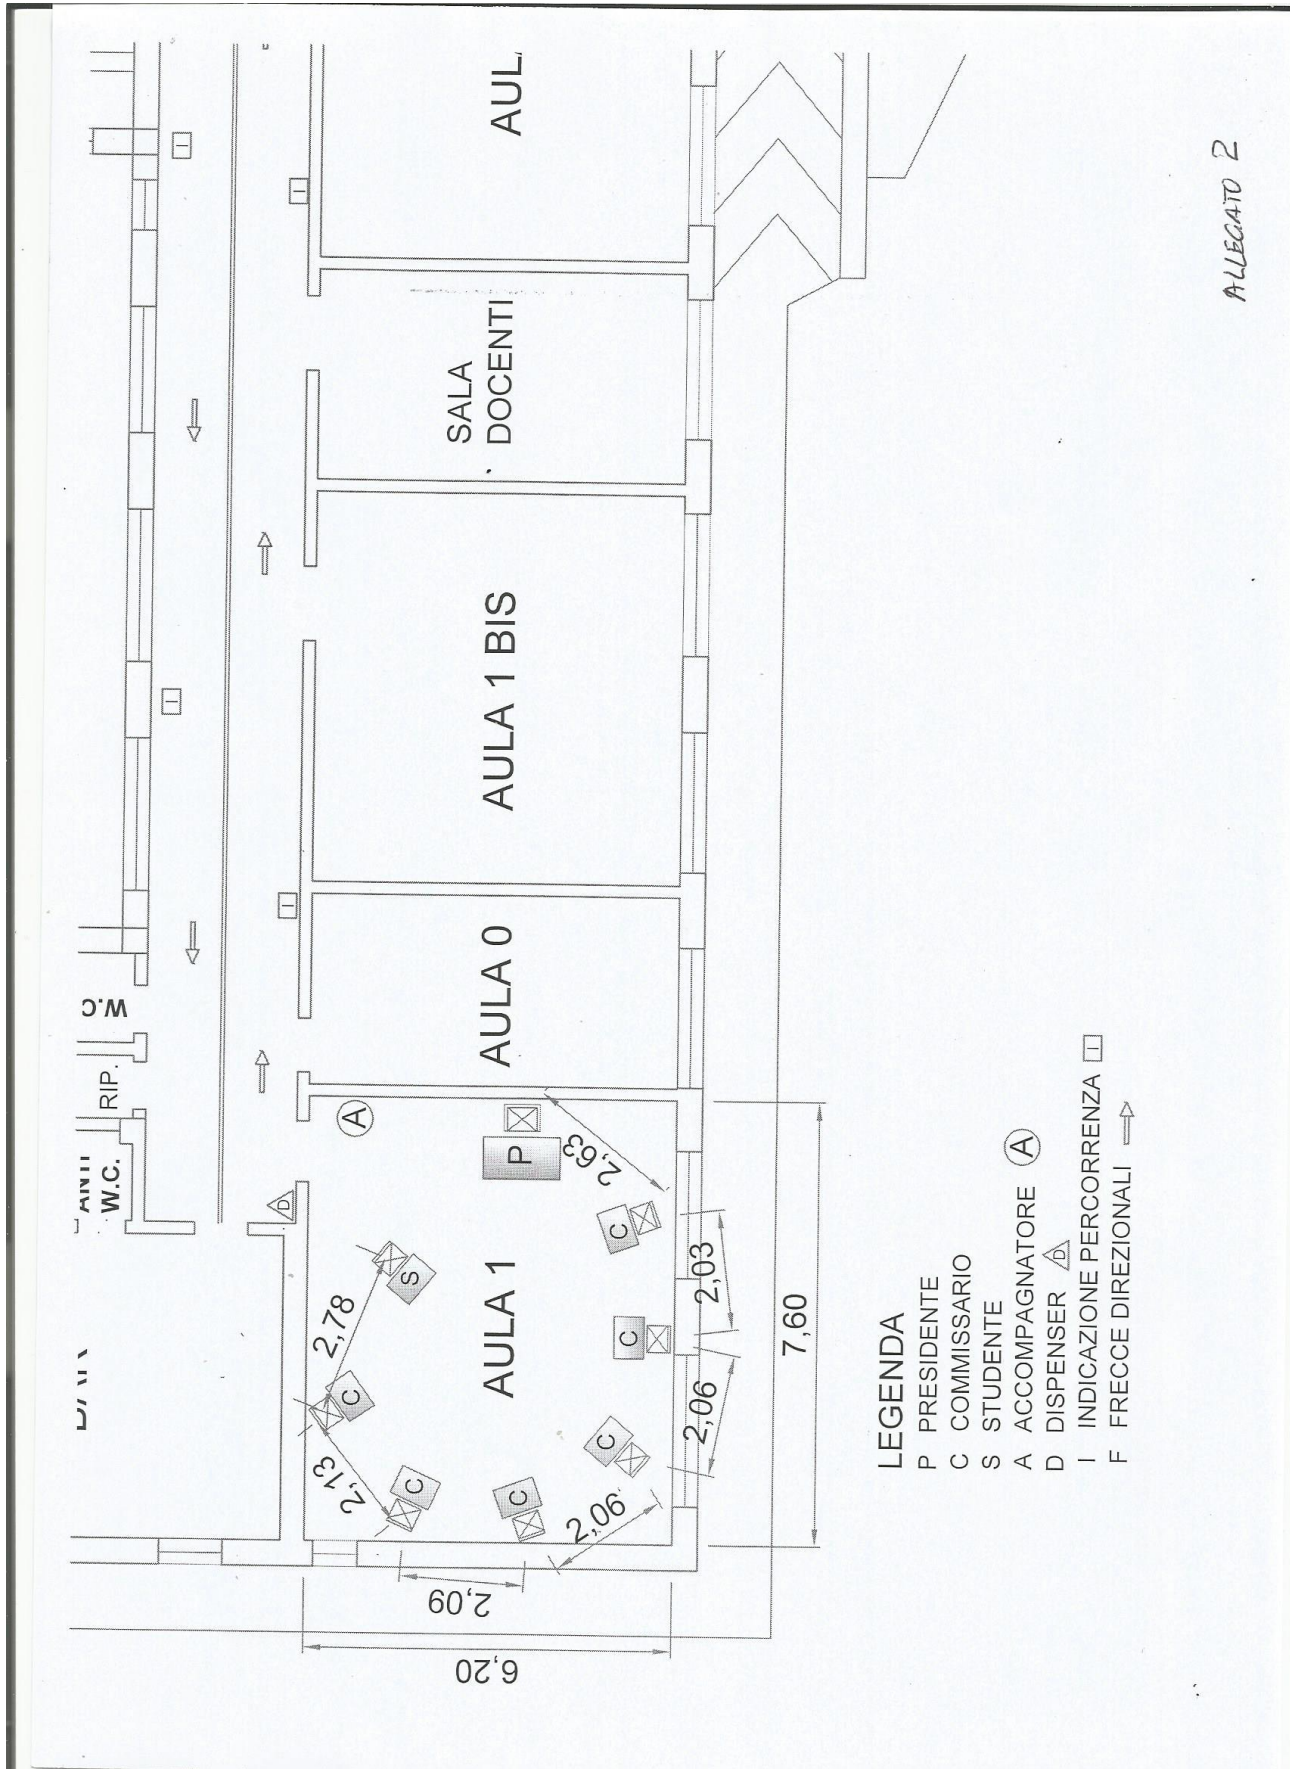 ALLEGATO 2
AUL
SALA
DOCENTI
AULA 1 BIS
AULA 0
AULA 1
W.C
RIP.
W.C.
I
I
I
I
A
D
P
C
C
C
C
C
C
S
2,78
2,13
2,09
2,06
2,06
2,03
2,63
6,20
7,60
LEGENDA
P PRESIDENTE
C COMMISSARIO
S STUDENTE
A ACCOMPAGNATORE A
D DISPENSER D
I INDICAZIONE PERCORRENZA I
F FRECCE DIREZIONALI